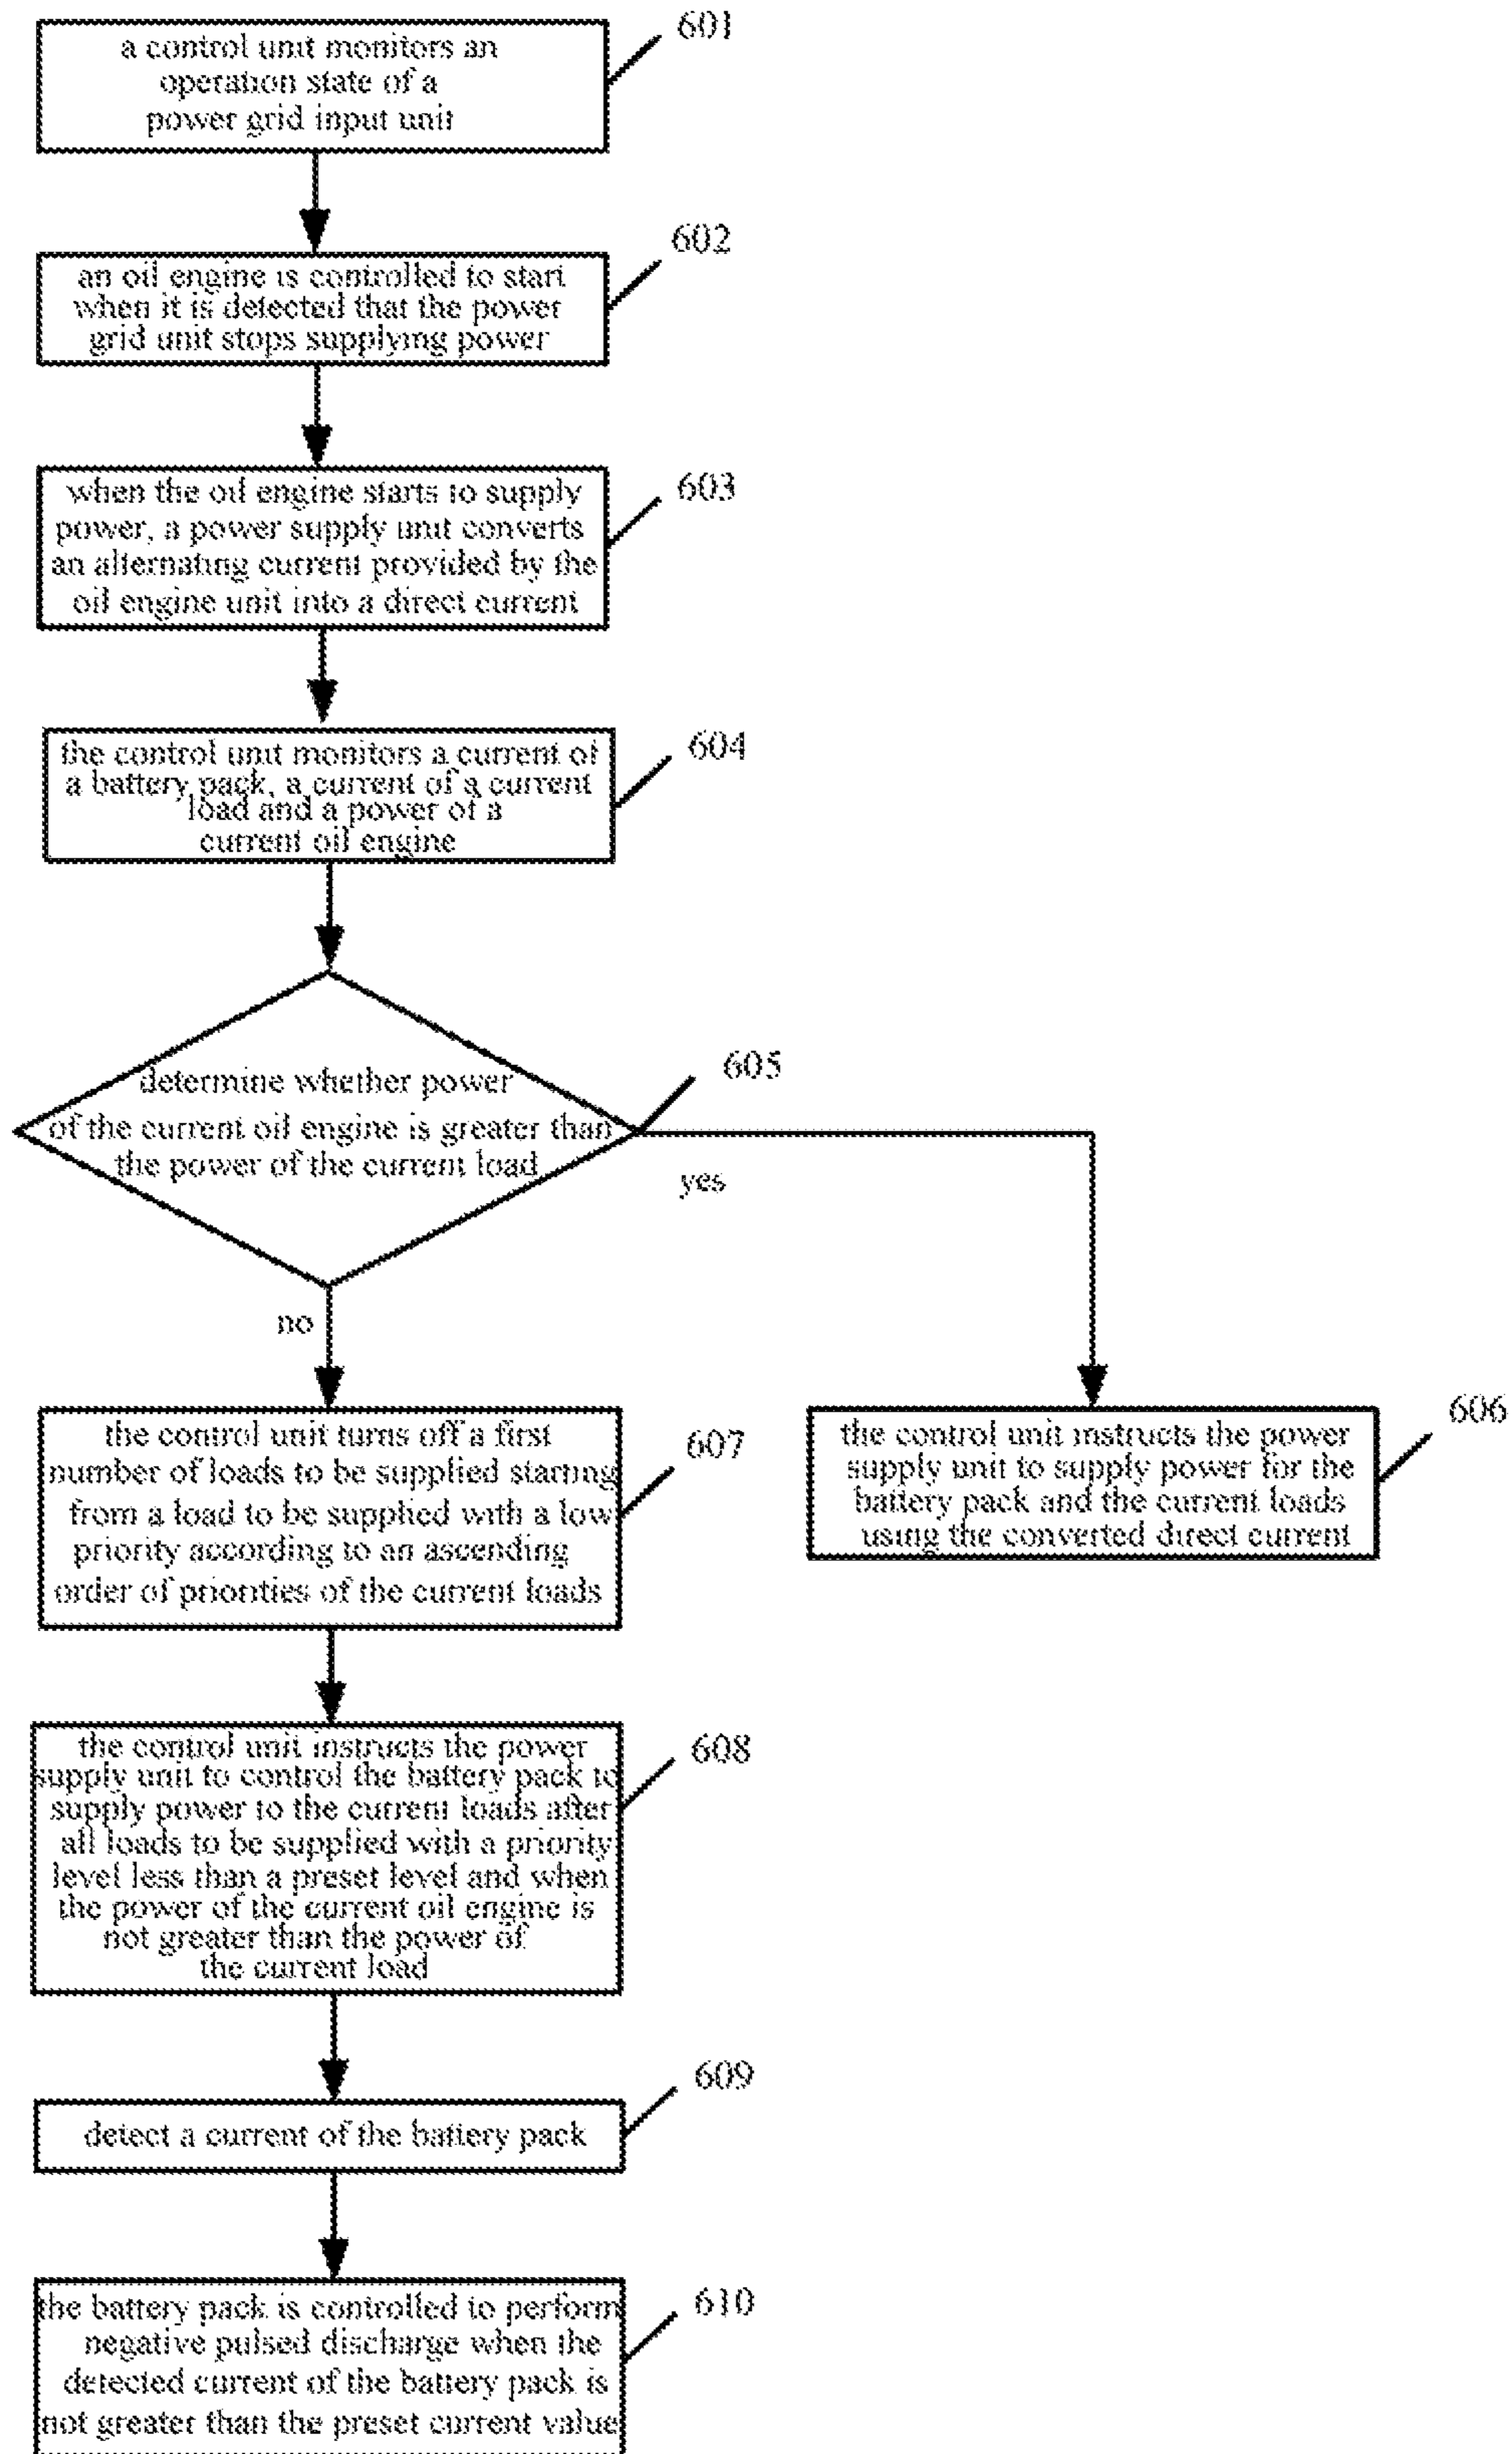 a control unit monitors an
operation state of a
power grid input unit
601
an oil engine is controlled to start
when it is detected that the power
grid unit stops supplying power
602
when the oil engine starts to supply
power, a power supply unit converts
an alternating current provided by the
oil engine unit into a direct current
603
the control unit monitors a current of
a battery pack, a current of a current
load and a power of a
current oil engine
604
determine whether power
of the current oil engine is greater than
the power of the current load
605
yes
no
the control unit turns off a first
number of loads to be supplied starting
from a load to be supplied with a low
priority according to an ascending
order of priorities of the current loads
607
the control unit instructs the power
supply unit to supply power for the
battery pack and the current loads
using the converted direct current
606
the control unit instructs the power
supply unit to control the battery pack to
supply power to the current loads after
all loads to be supplied with a priority
level less than a preset level and when
the power of the current oil engine is
not greater than the power of
the current load
608
detect a current of the battery pack
609
the battery pack is controlled to perform
negative pulsed discharge when the
detected current of the battery pack is
not greater than the preset current value
610